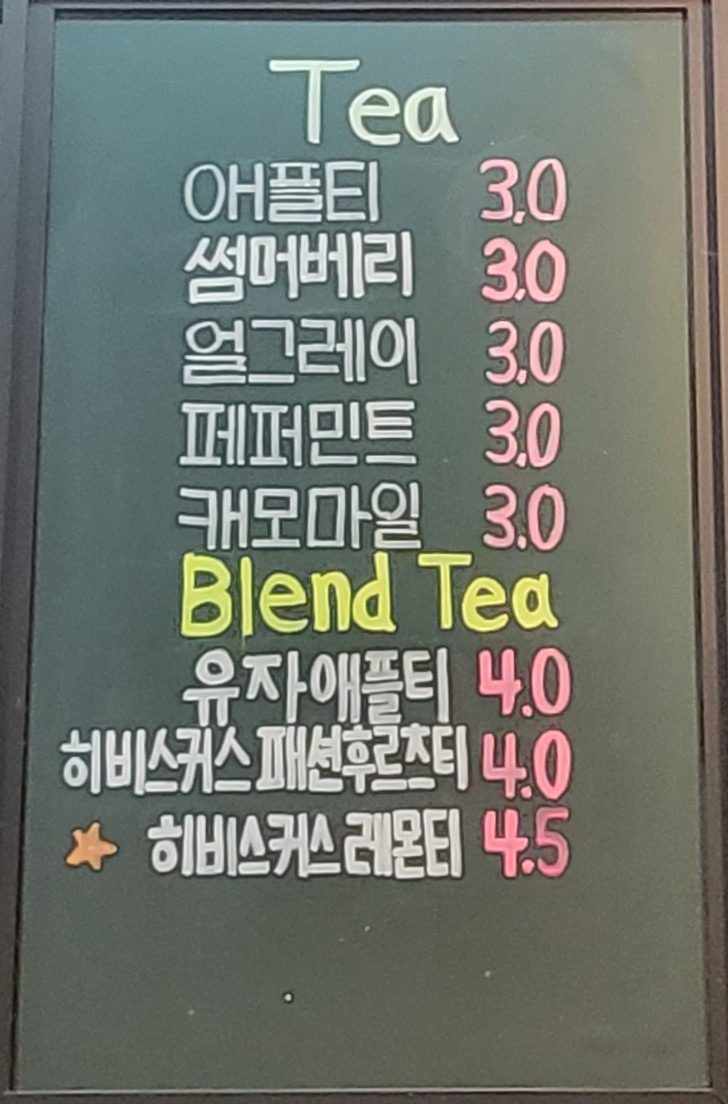 Tea
애플티 3.0
썸머베리 3.0
얼그레이 3.0
페퍼민트 3.0
캐모마일 3.0
Blend Tea
유자애플티 4.0
히비스커스 패션후르츠티 4.0
히비스커스 레몬티 4.5